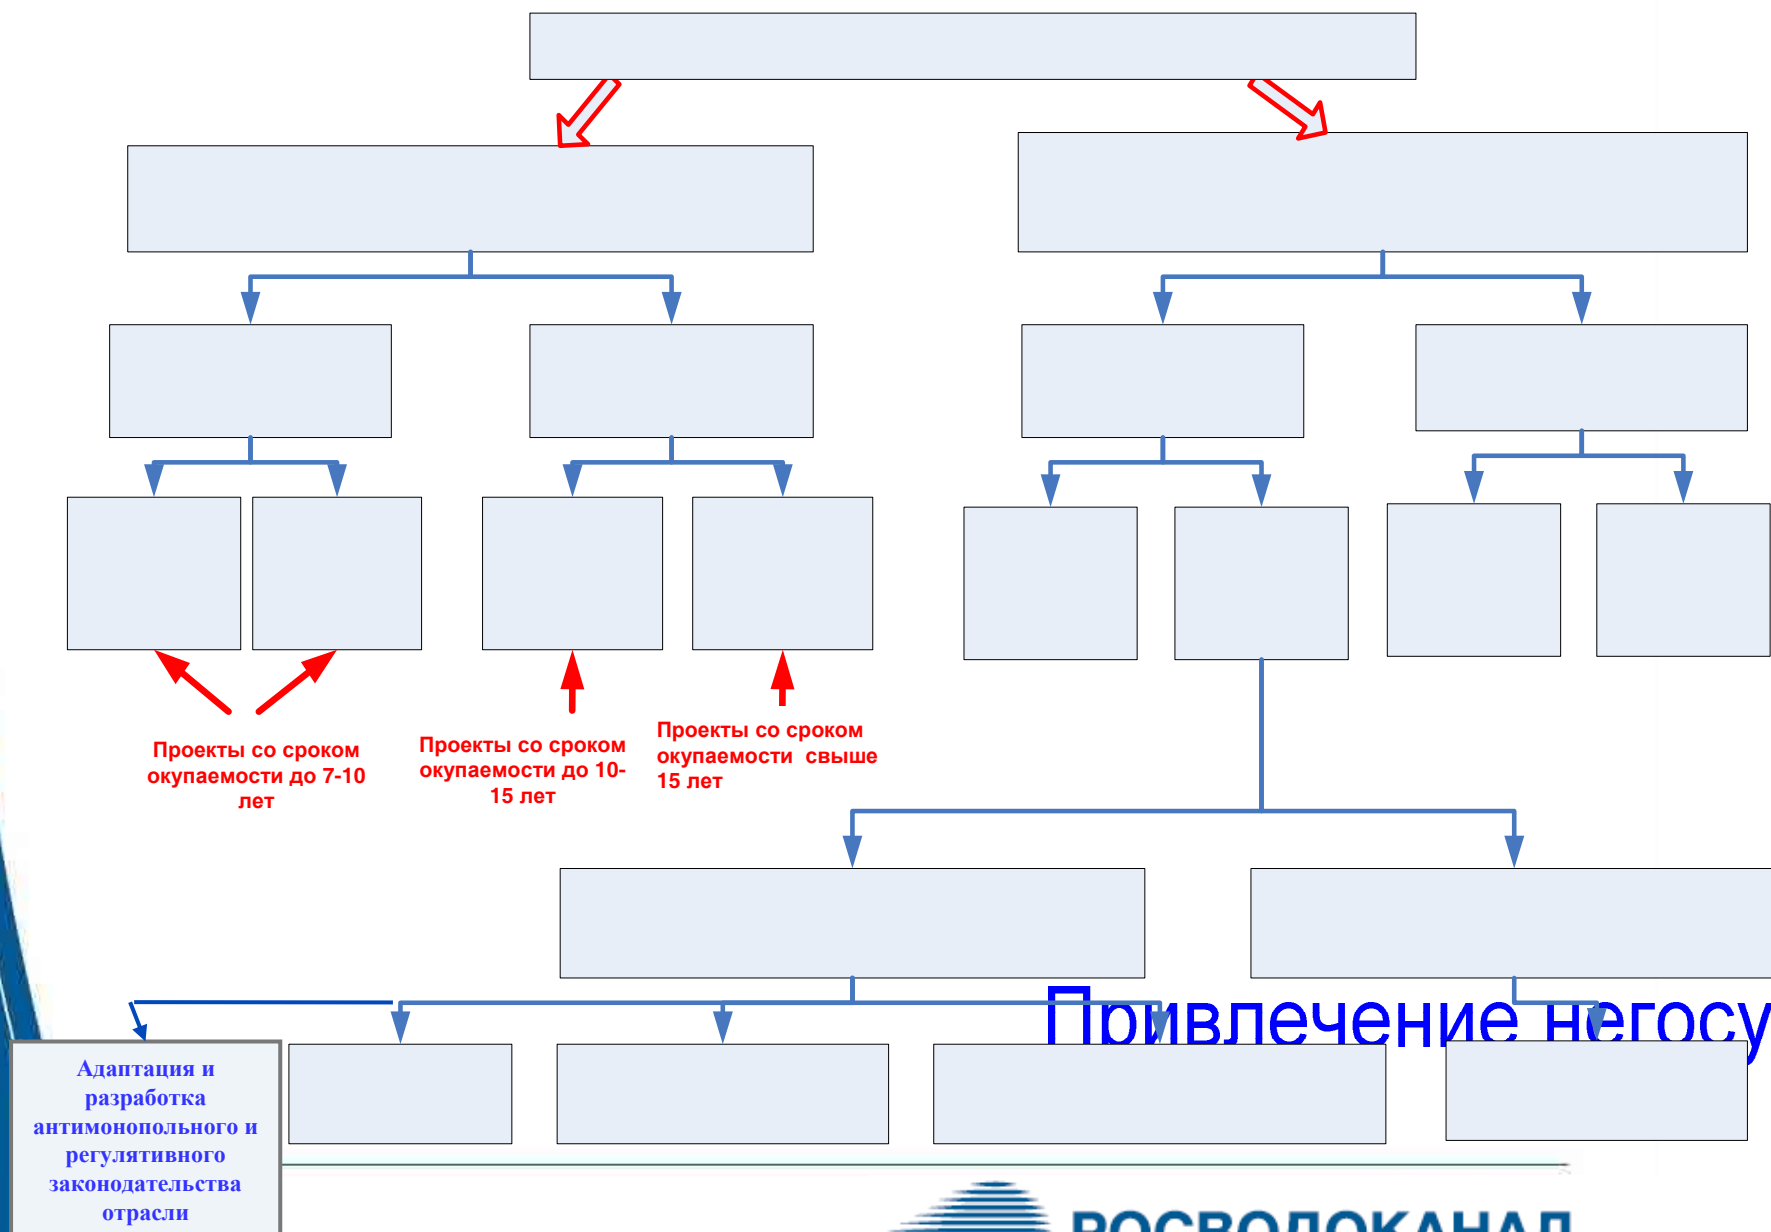 Проекты со сроком
окупаемости до 7-10
лет
Проекты со сроком
окупаемости до 10-
15 лет
Проекты со сроком
окупаемости свыше
15 лет
Привлечение негосу
Адаптация и
разработка
антимонопольного и
регулятивного
законодательства
отрасли
РОСВОДОКАНАЛ